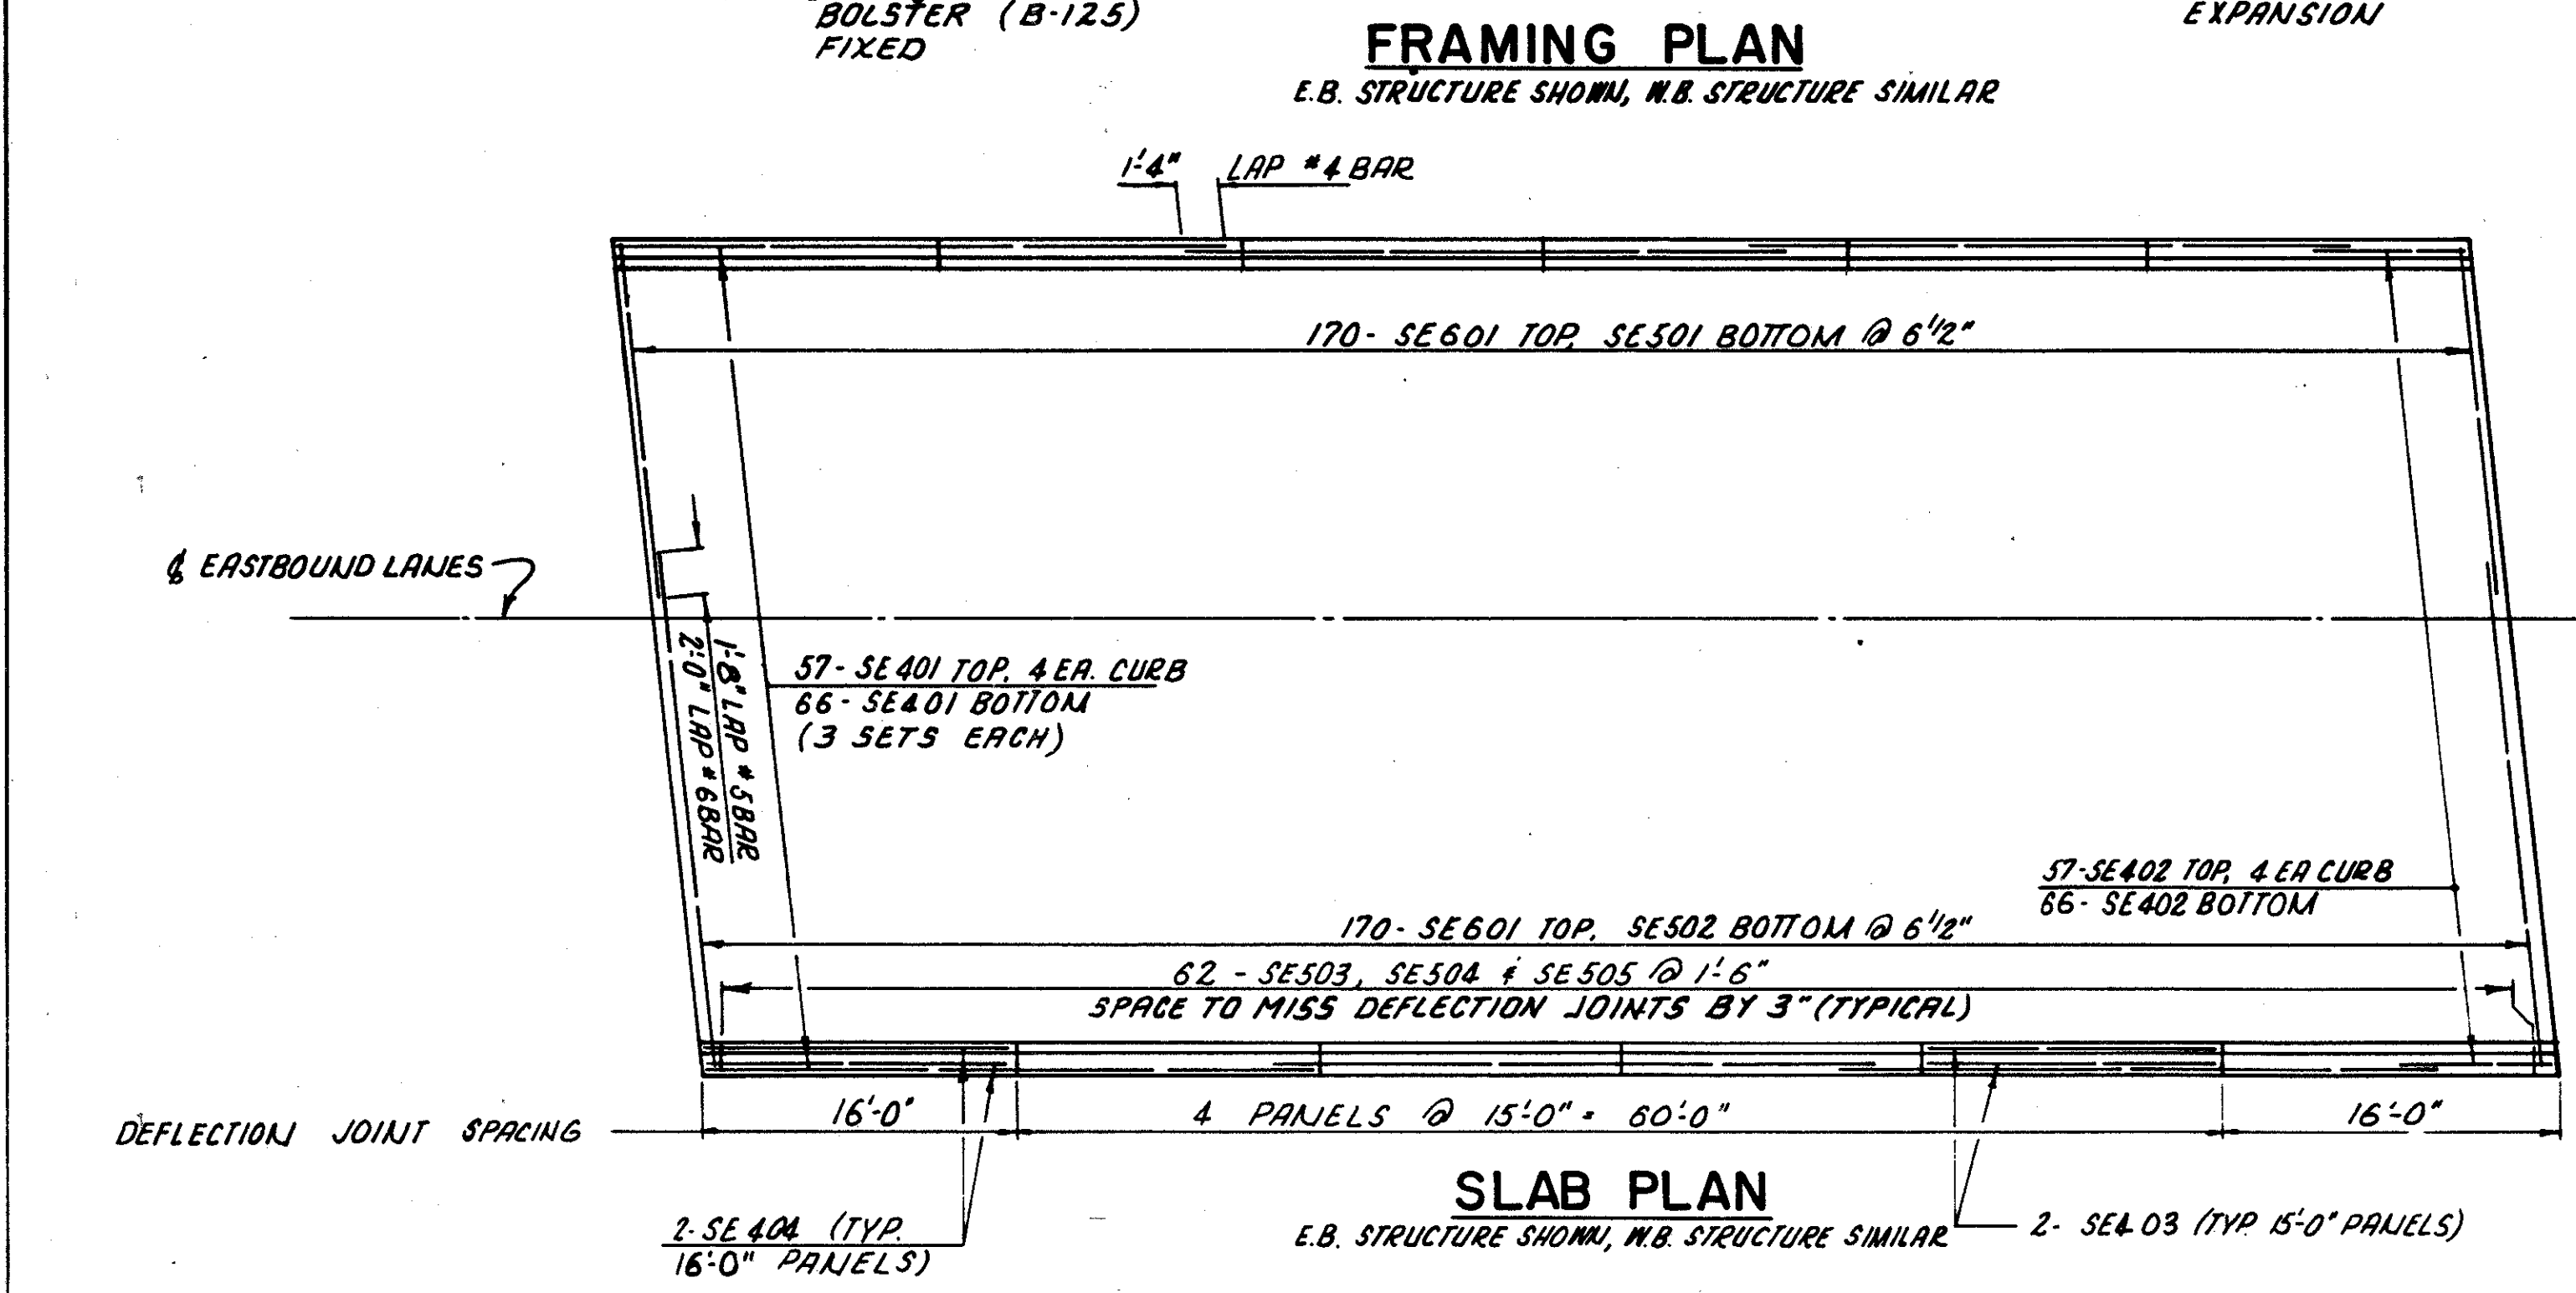 BOLSTER (B-125)
FIXED
EXPANSION
FRAMING PLAN
E.B. STRUCTURE SHOWN, W.B. STRUCTURE SIMILAR
1'-4" LAP #4 BAR
170- SE601 TOP, SE501 BOTTOM @ 6 1/2"
℄ EASTBOUND LANES
1'-8" LAP #5 BAR
2'-0" LAP #6 BAR
57- SE401 TOP, 4 EA. CURB
66- SE401 BOTTOM
(3 SETS EACH)
57-SE402 TOP, 4 EA CURB
66- SE402 BOTTOM
170- SE601 TOP, SE502 BOTTOM @ 6 1/2"
62 - SE503, SE504 & SE505 @ 1'-6"
SPACE TO MISS DEFLECTION JOINTS BY 3" (TYPICAL)
DEFLECTION JOINT SPACING
16'-0"
4 PANELS @ 15'-0" = 60'-0"
16'-0"
SLAB PLAN
E.B. STRUCTURE SHOWN, W.B. STRUCTURE SIMILAR
2- SE404 (TYP.
16'-0" PANELS)
2- SE403 (TYP. 15'-0" PANELS)